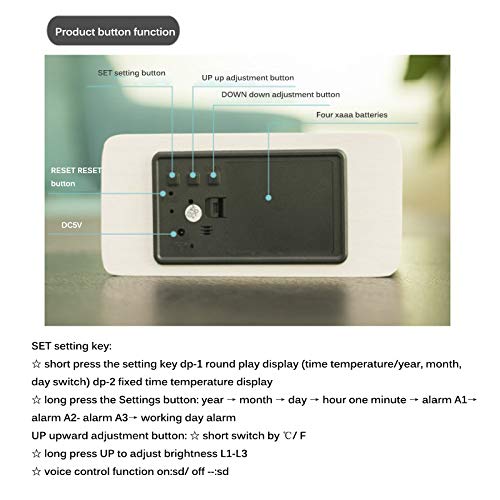 Product button function
SET setting button
UP up adjustment button
DOWN down adjustment button
Four xaaa batteries
RESET RESET
button
DC5V
SET setting key:
☆ short press the setting key dp-1 round play display (time temperature/year, month,
day switch) dp-2 fixed time temperature display
☆ long press the Settings button: year → month → day → hour one minute → alarm A1→
alarm A2- alarm A3→ working day alarm
UP upward adjustment button: ☆ short switch by ℃/ F
☆ long press UP to adjust brightness L1-L3
☆ voice control function on:sd/ off --:sd